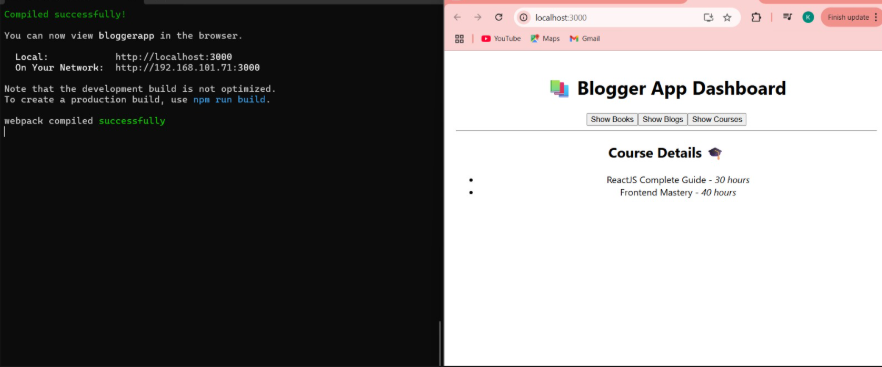 Compiled successfully!
You can now view bloggerapp in the browser.
Local: http://localhost:3000
On Your Network: http://192.168.101.71:3000
Note that the development build is not optimized.
To create a production build, use npm run build.
webpack compiled successfully
localhost:3000
K
Finish update
YouTube
Maps
Gmail
Blogger App Dashboard
Show Books Show Blogs Show Courses
Course Details
• ReactJS Complete Guide - 30 hours
• Frontend Mastery - 40 hours